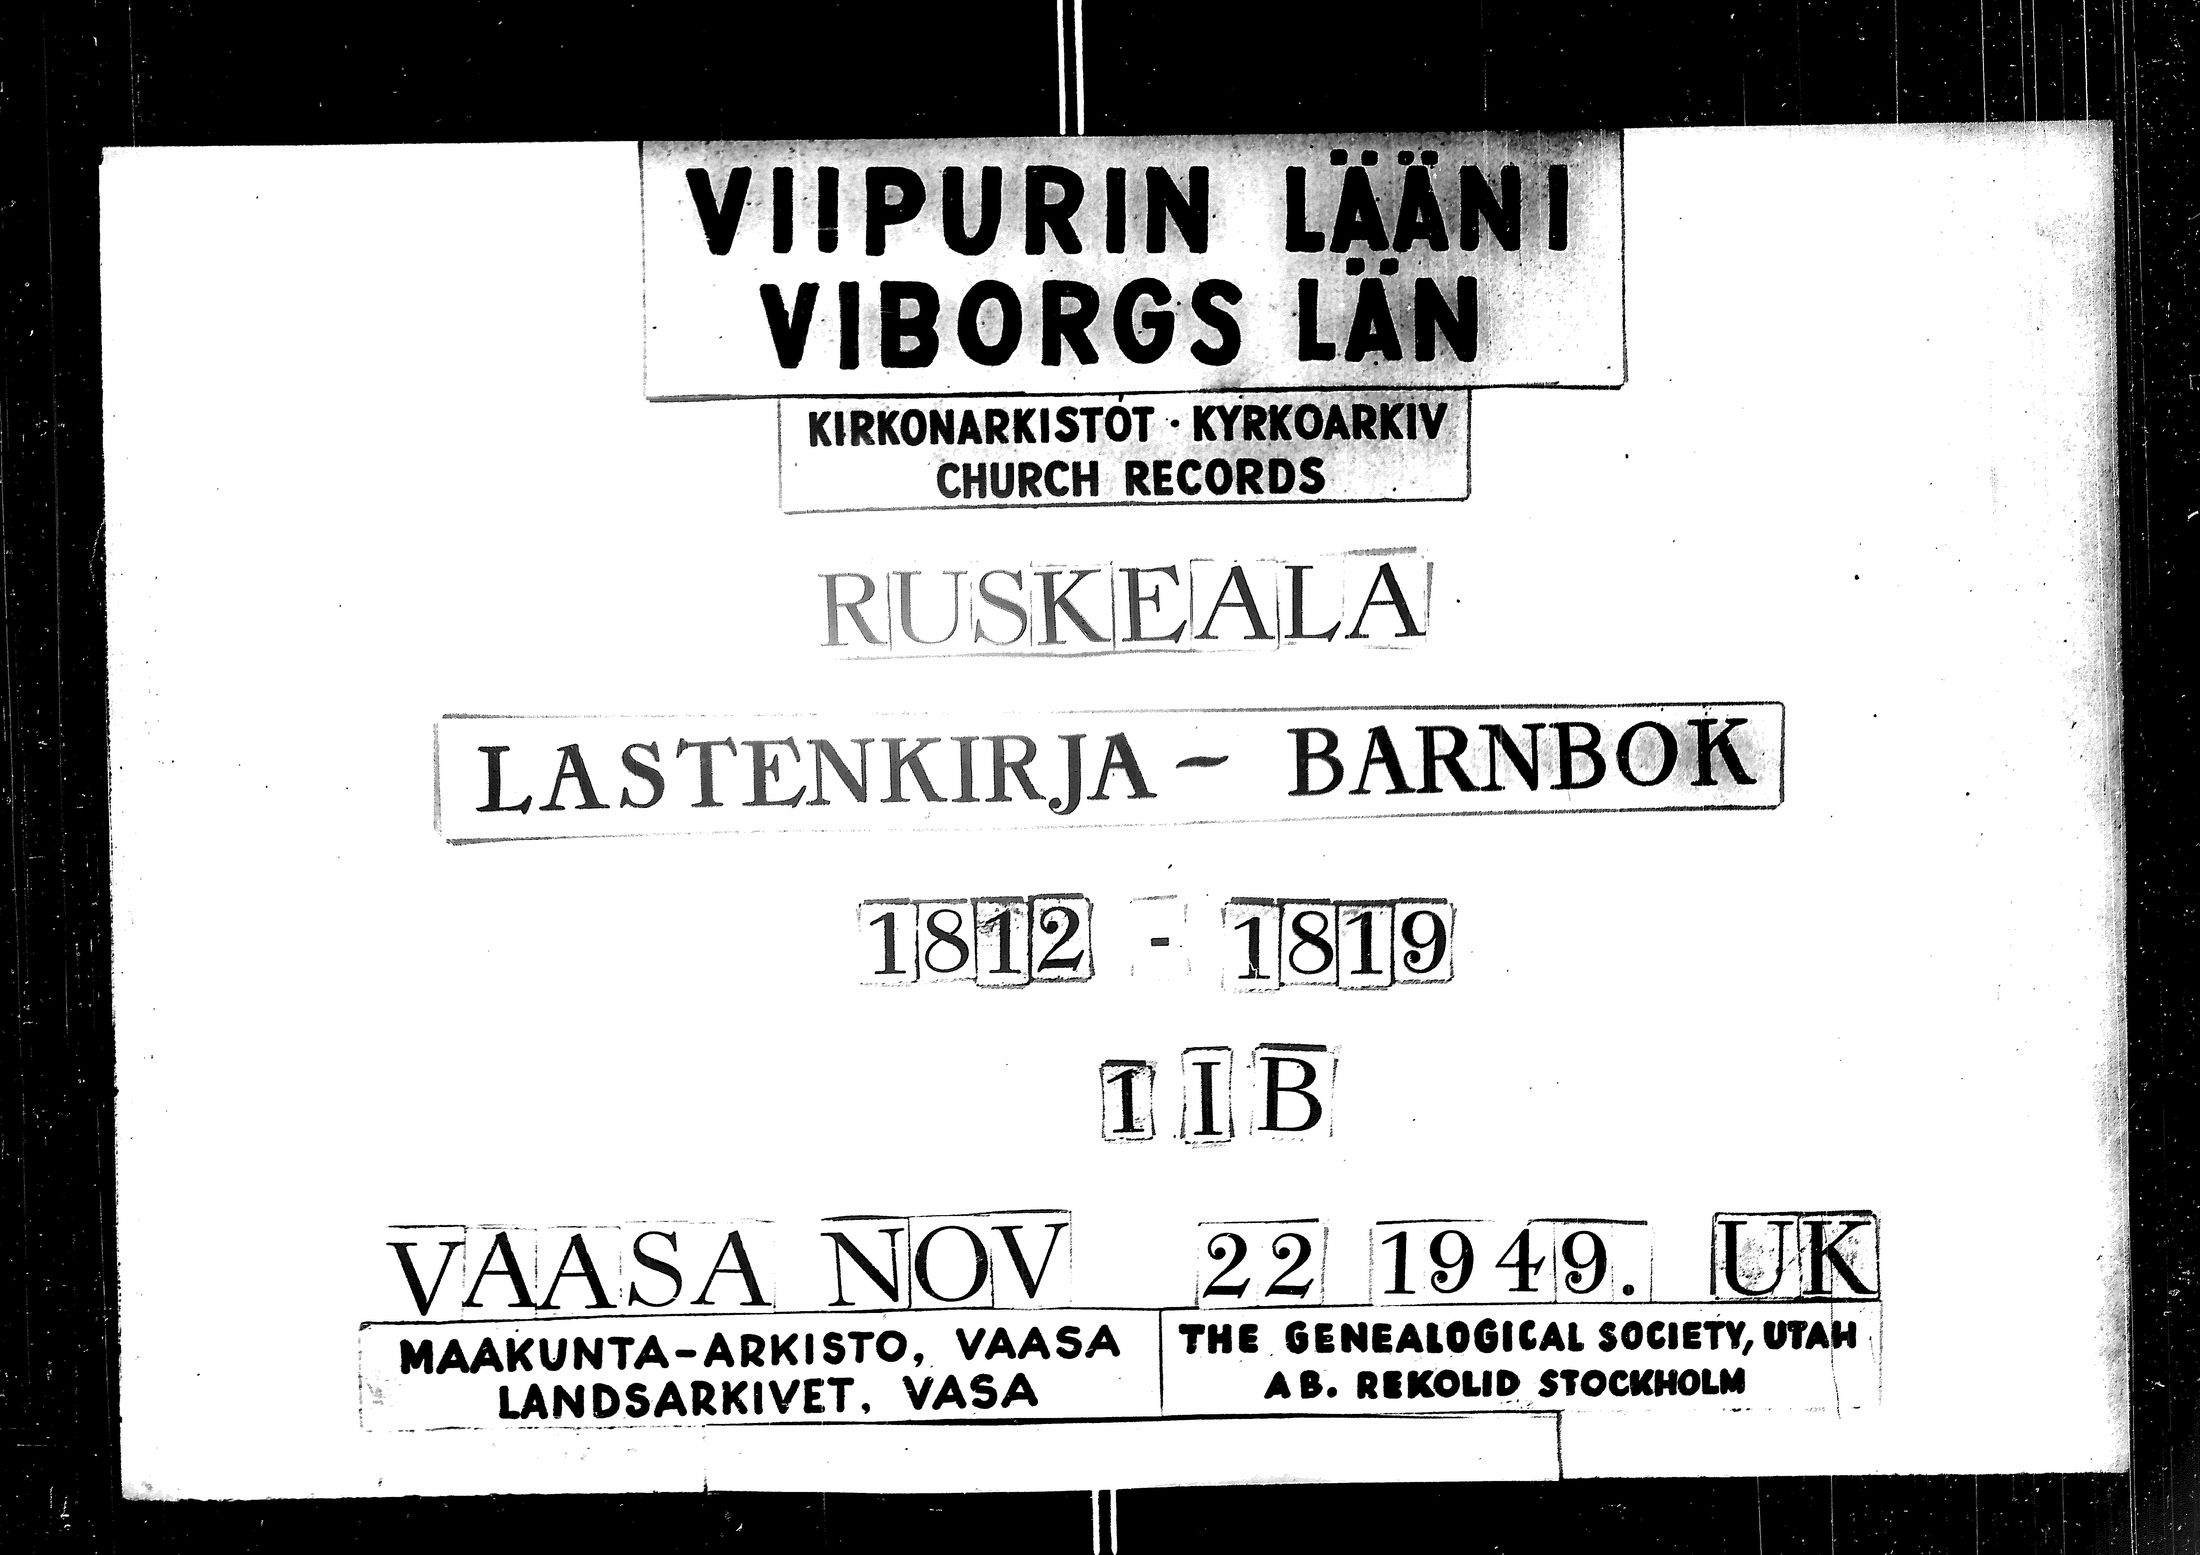 VIIPURIN LÄÄNI
VIBORGS LÄN
KIRKONARKISTOT · KYRKOARKIV
CHURCH RECORDS
RUSKEALA
LASTENKIRJA - BARNBOK
1812 - 1819
1 I B
VAASA NOV 22 1949. UK
MAAKUNTA-ARKISTO, VAASA
LANDSARKIVET, VASA
THE GENEALOGICAL SOCIETY, UTAH
AB. REKOLID STOCKHOLM